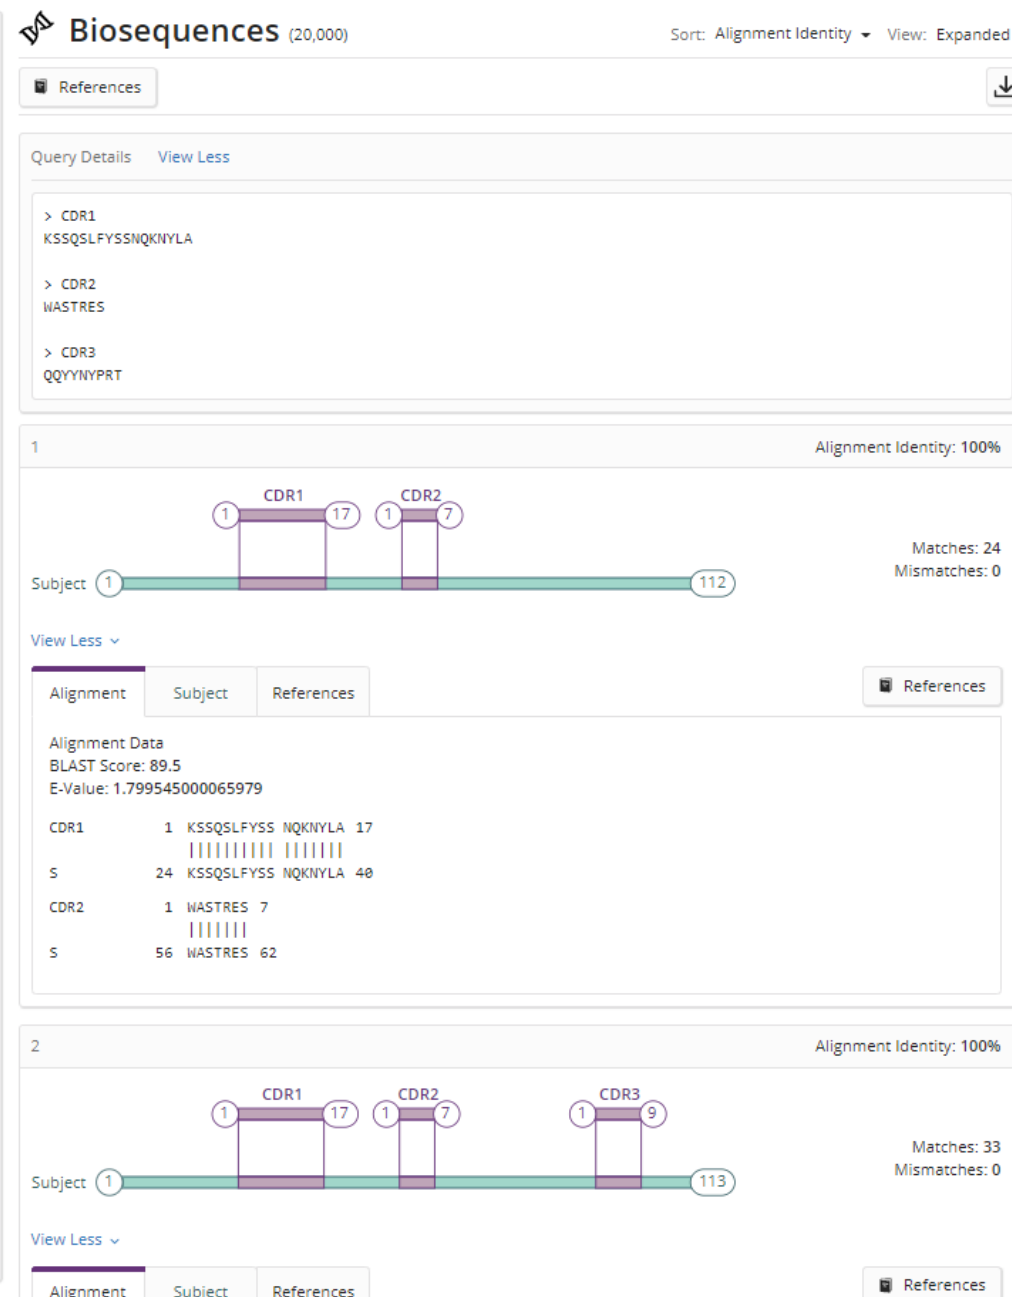 Biosequences (20,000)
Sort: Alignment Identity View: Expanded
References
Query Details View Less
> CDR1
KSSQSLFYSSNQKNYLA
> CDR2
WASTRES
> CDR3
QQYYNYPRT
1 Alignment Identity: 100%
CDR1 CDR2
1 17 1 7
Matches: 24
Subject 1 112 Mismatches: 0
View Less
Alignment Subject References References
Alignment Data
BLAST Score: 89.5
E-Value: 1.799545000065979
CDR1 1 KSSQSLFYSS NQKNYLA 17
|||||||||| |||||||
S 24 KSSQSLFYSS NQKNYLA 40
CDR2 1 WASTRES 7
|||||||
S 56 WASTRES 62
2 Alignment Identity: 100%
CDR1 CDR2 CDR3
1 17 1 7 1 9
Matches: 33
Subject 1 113 Mismatches: 0
View Less
Alignment Subject References References